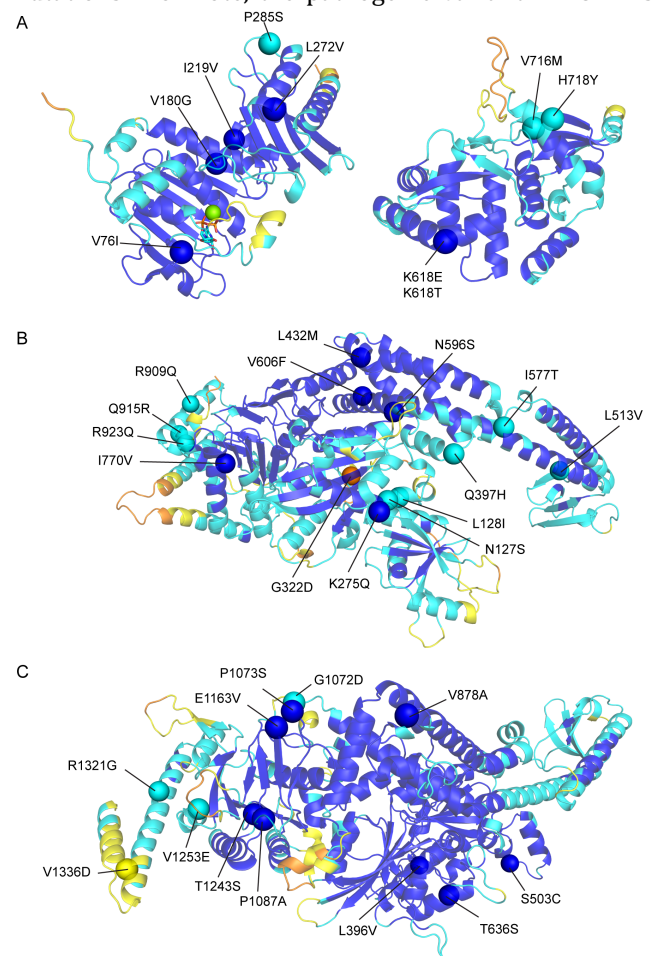 A
P285S
I219V
L272V
V180G
V76I
V716M
H718Y
K618E
K618T
B
L432M
N596S
V606F
R909Q
I577T
Q915R
R923Q
L513V
I770V
Q397H
L128I
N127S
K275Q
G322D
C
P1073S
G1072D
E1163V
V878A
R1321G
V1253E
V1336D
T1243S
P1087A
S503C
L396V
T636S